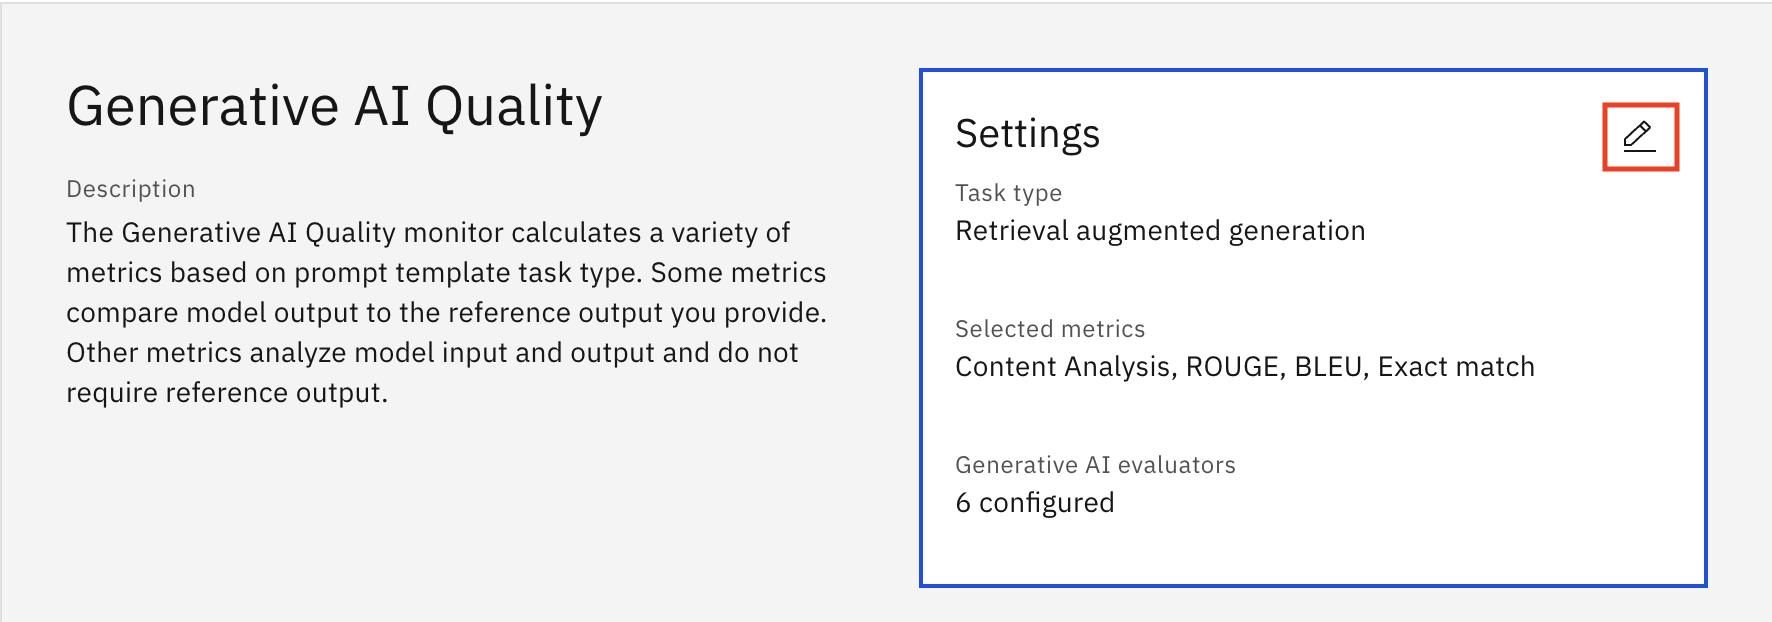 Generative AI Quality
Description
The Generative AI Quality monitor calculates a variety of
metrics based on prompt template task type. Some metrics
compare model output to the reference output you provide.
Other metrics analyze model input and output and do not
require reference output.
Settings
Task type
Retrieval augmented generation
Selected metrics
Content Analysis, ROUGE, BLEU, Exact match
Generative AI evaluators
6 configured